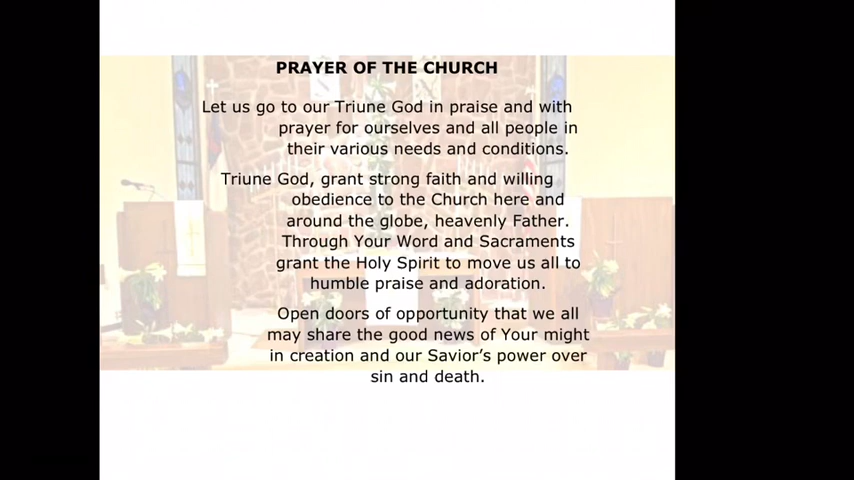 PRAYER OF THE CHURCH
Let us go to our Triune God in praise and with
prayer for ourselves and all people in
their various needs and conditions.
Triune God, grant strong faith and willing
obedience to the Church here and
around the globe, heavenly Father.
Through Your Word and Sacraments
grant the Holy Spirit to move us all to
humble praise and adoration.
Open doors of opportunity that we all
may share the good news of Your might
in creation and our Savior’s power over
sin and death.